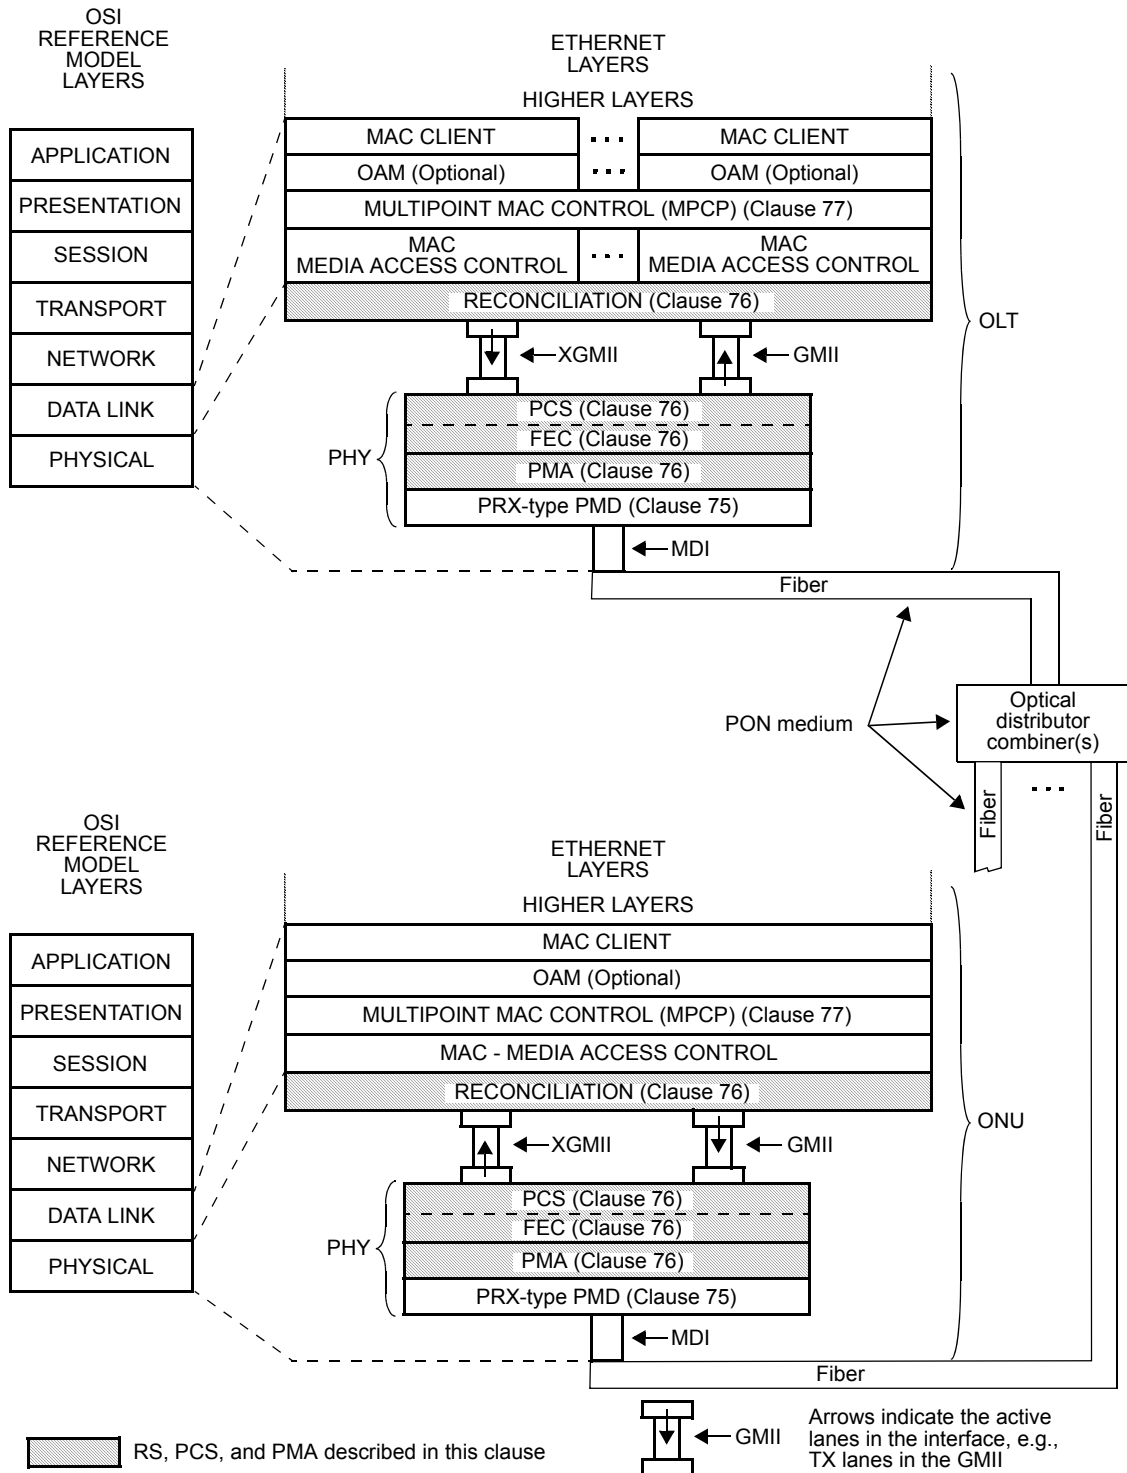 OSI
REFERENCE
MODEL
LAYERS
APPLICATION
PRESENTATION
SESSION
TRANSPORT
NETWORK
DATA LINK
PHYSICAL
ETHERNET
LAYERS
HIGHER LAYERS
MAC CLIENT ... MAC CLIENT
OAM (Optional) ... OAM (Optional)
MULTIPOINT MAC CONTROL (MPCP) (Clause 77)
MAC
MEDIA ACCESS CONTROL
...
MAC
MEDIA ACCESS CONTROL
RECONCILIATION (Clause 76)
XGMII
GMII
PHY
PCS (Clause 76)
FEC (Clause 76)
PMA (Clause 76)
PRX-type PMD (Clause 75)
MDI
OLT
Fiber
PON medium
Optical
distributor
combiner(s)
Fiber
...
Fiber
OSI
REFERENCE
MODEL
LAYERS
APPLICATION
PRESENTATION
SESSION
TRANSPORT
NETWORK
DATA LINK
PHYSICAL
ETHERNET
LAYERS
HIGHER LAYERS
MAC CLIENT
OAM (Optional)
MULTIPOINT MAC CONTROL (MPCP) (Clause 77)
MAC - MEDIA ACCESS CONTROL
RECONCILIATION (Clause 76)
XGMII
GMII
PHY
PCS (Clause 76)
FEC (Clause 76)
PMA (Clause 76)
PRX-type PMD (Clause 75)
MDI
ONU
Fiber
RS, PCS, and PMA described in this clause
GMII
Arrows indicate the active
lanes in the interface, e.g.,
TX lanes in the GMII